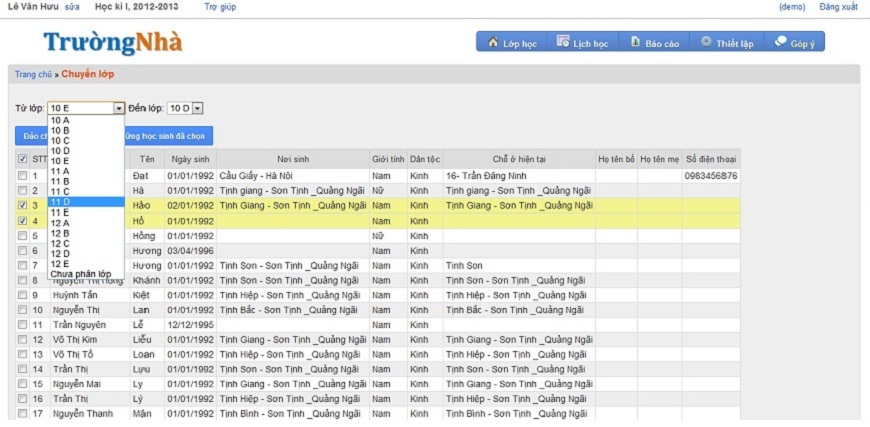 Lê Văn Hưu sửa Học kì I, 2012-2013 Trợ giúp (demo) Đăng xuất
TrườngNhà
Lớp học Lịch học Báo cáo Thiết lập Góp ý
Trang chủ » Chuyển lớp
Từ lớp: 10 E Đến lớp: 10 D
10 A
10 B
10 C
10 D
10 E
11 A
11 B
11 C
11 D
11 E
12 A
12 B
12 C
12 D
12 E
Chưa phân lớp
Đảo ững học sinh đã chọn
STT Tên Ngày sinh Nơi sinh Giới tính Dân tộc Chỗ ở hiện tại Họ tên bố Họ tên mẹ Số điện thoại
1 Đạt 01/01/1992 Cầu Giấy - Hà Nội Nam Kinh 16- Trần Đăng Ninh 0983456876
2 Hà 01/01/1992 Tịnh giang - Sơn Tịnh _Quảng Ngãi Nữ Kinh Tịnh giang - Sơn Tịnh _Quảng Ngãi
3 Hảo 02/01/1992 Tịnh Giang - Sơn Tịnh _Quảng Ngãi Nam Kinh Tịnh Giang - Sơn Tịnh _Quảng Ngãi
4 Hồ 01/01/1992 Nam Kinh
5 Hồng 01/01/1992 Nữ Kinh
6 Hương 03/04/1996 Nam Kinh
7 Hương 01/01/1992 Tịnh Sơn - Sơn Tịnh _Quảng Ngãi Nam Kinh Tịnh Sơn
8 Nguyễn Thị Hồng Khánh 01/01/1992 Tịnh Sơn - Sơn Tịnh _Quảng Ngãi Nam Kinh Tịnh Sơn - Sơn Tịnh _Quảng Ngãi
9 Huỳnh Tấn Kiệt 01/01/1992 Tịnh Hiệp - Sơn Tịnh _Quảng Ngãi Nam Kinh Tịnh Hiệp - Sơn Tịnh _Quảng Ngãi
10 Nguyễn Thị Lan 01/01/1992 Tịnh Bắc - Sơn Tịnh _Quảng Ngãi Nam Kinh Tịnh Bắc - Sơn Tịnh _Quảng Ngãi
11 Trần Nguyên Lễ 12/12/1995 Nam Kinh
12 Võ Thị Kim Liễu 01/01/1992 Tịnh Giang - Sơn Tịnh _Quảng Ngãi Nam Kinh Tịnh Giang - Sơn Tịnh _Quảng Ngãi
13 Võ Thị Tố Loan 01/01/1992 Tịnh Hiệp - Sơn Tịnh _Quảng Ngãi Nam Kinh Tịnh Hiệp - Sơn Tịnh _Quảng Ngãi
14 Trần Thị Lựu 01/01/1992 Tịnh Sơn - Sơn Tịnh _Quảng Ngãi Nam Kinh Tịnh Sơn - Sơn Tịnh _Quảng Ngãi
15 Nguyễn Mai Ly 01/01/1992 Tịnh Giang - Sơn Tịnh _Quảng Ngãi Nam Kinh Tịnh Giang - Sơn Tịnh _Quảng Ngãi
16 Trần Thị Lý 01/01/1992 Tịnh Hiệp - Sơn Tịnh _Quảng Ngãi Nam Kinh Tịnh Hiệp - Sơn Tịnh _Quảng Ngãi
17 Nguyễn Thanh Mận 01/01/1992 Tịnh Bình - Sơn Tịnh _Quảng Ngãi Nam Kinh Tịnh Bình - Sơn Tịnh _Quảng Ngãi